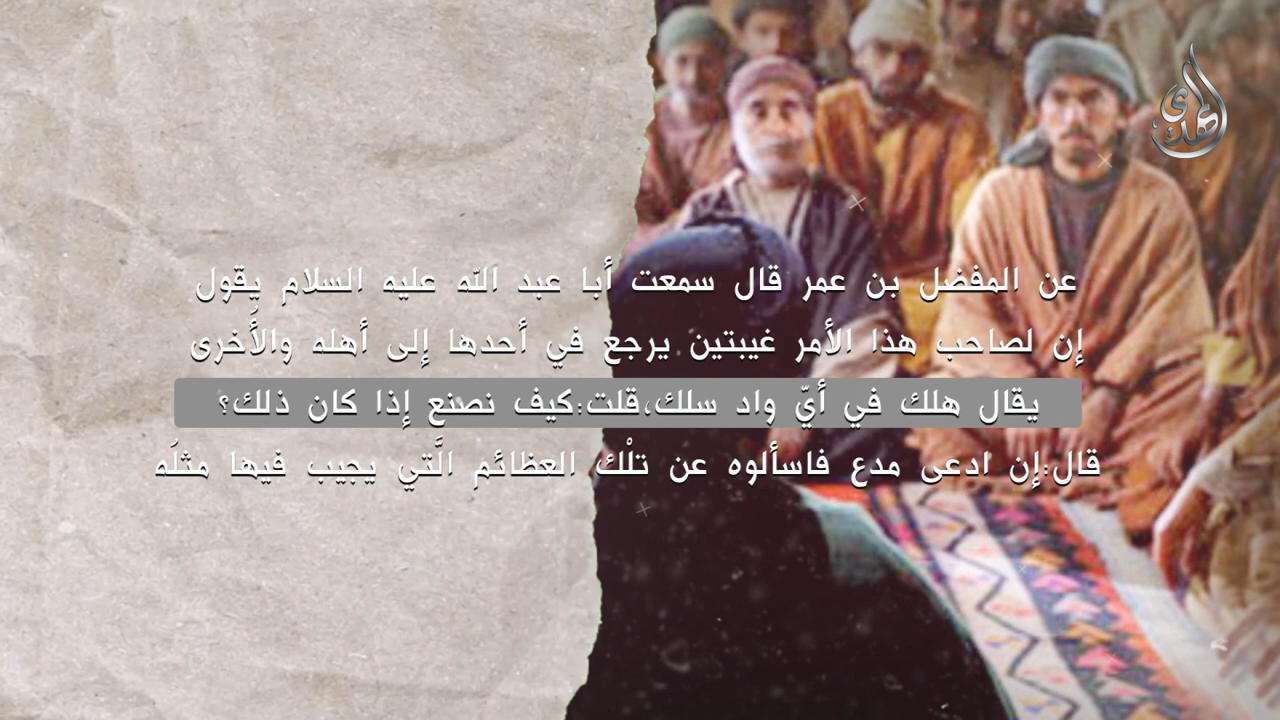 المهدي
عن المفضل بن عمر قال سمعت أبا عبد الله عليه السلام يقول
إن لصاحب هذا الأمر غيبتين يرجع في أحدها إلى أهله والأخرى
يقال هلك في أيّ واد سلك،قلت:كيف نصنع إذا كان ذلك؟
قال:إن ادعى مدع فاسألوه عن تلْك العظائم الَّتي يجيب فيها مثلَه